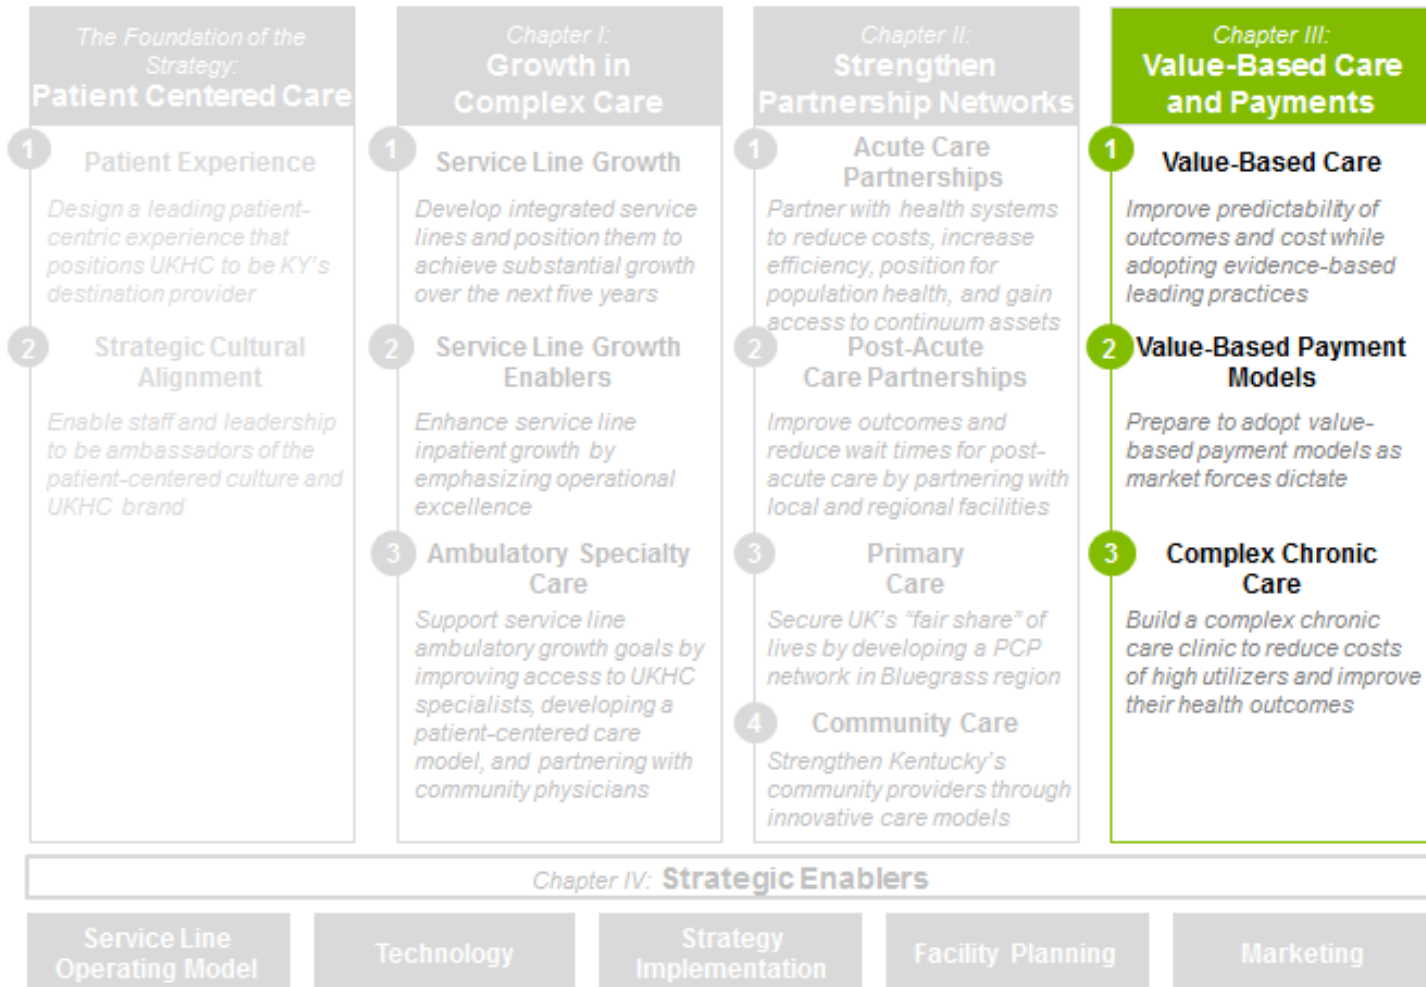 The Foundation of the
Strategy:
Patient Centered Care
1
Patient Experience
Design a leading patient-
centric experience that
positions UKHC to be KY's
destination provider
2
Strategic Cultural
Alignment
Enable staff and leadership
to be ambassadors of the
patient-centered culture and
UKHC brand
Chapter I:
Growth in
Complex Care
1
Service Line Growth
Develop integrated service
lines and position them to
achieve substantial growth
over the next five years
2
Service Line Growth
Enablers
Enhance service line
inpatient growth by
emphasizing operational
excellence
3
Ambulatory Specialty
Care
Support service line
ambulatory growth goals by
improving access to UKHC
specialists, developing a
patient-centered care
model, and partnering with
community physicians
Chapter II:
Strengthen
Partnership Networks
1
Acute Care
Partnerships
Partner with health systems
to reduce costs, increase
efficiency, position for
population health, and gain
access to continuum assets
2
Post-Acute
Care Partnerships
Improve outcomes and
reduce wait times for post-
acute care by partnering with
local and regional facilities
3
Primary
Care
Secure UK's "fair share" of
lives by developing a PCP
network in Bluegrass region
4
Community Care
Strengthen Kentucky's
community providers through
innovative care models
Chapter III:
Value-Based Care
and Payments
1
Value-Based Care
Improve predictability of
outcomes and cost while
adopting evidence-based
leading practices
2
Value-Based Payment
Models
Prepare to adopt value-
based payment models as
market forces dictate
3
Complex Chronic
Care
Build a complex chronic
care clinic to reduce costs
of high utilizers and improve
their health outcomes
Chapter IV: Strategic Enablers
Service Line
Operating Model
Technology
Strategy
Implementation
Facility Planning
Marketing